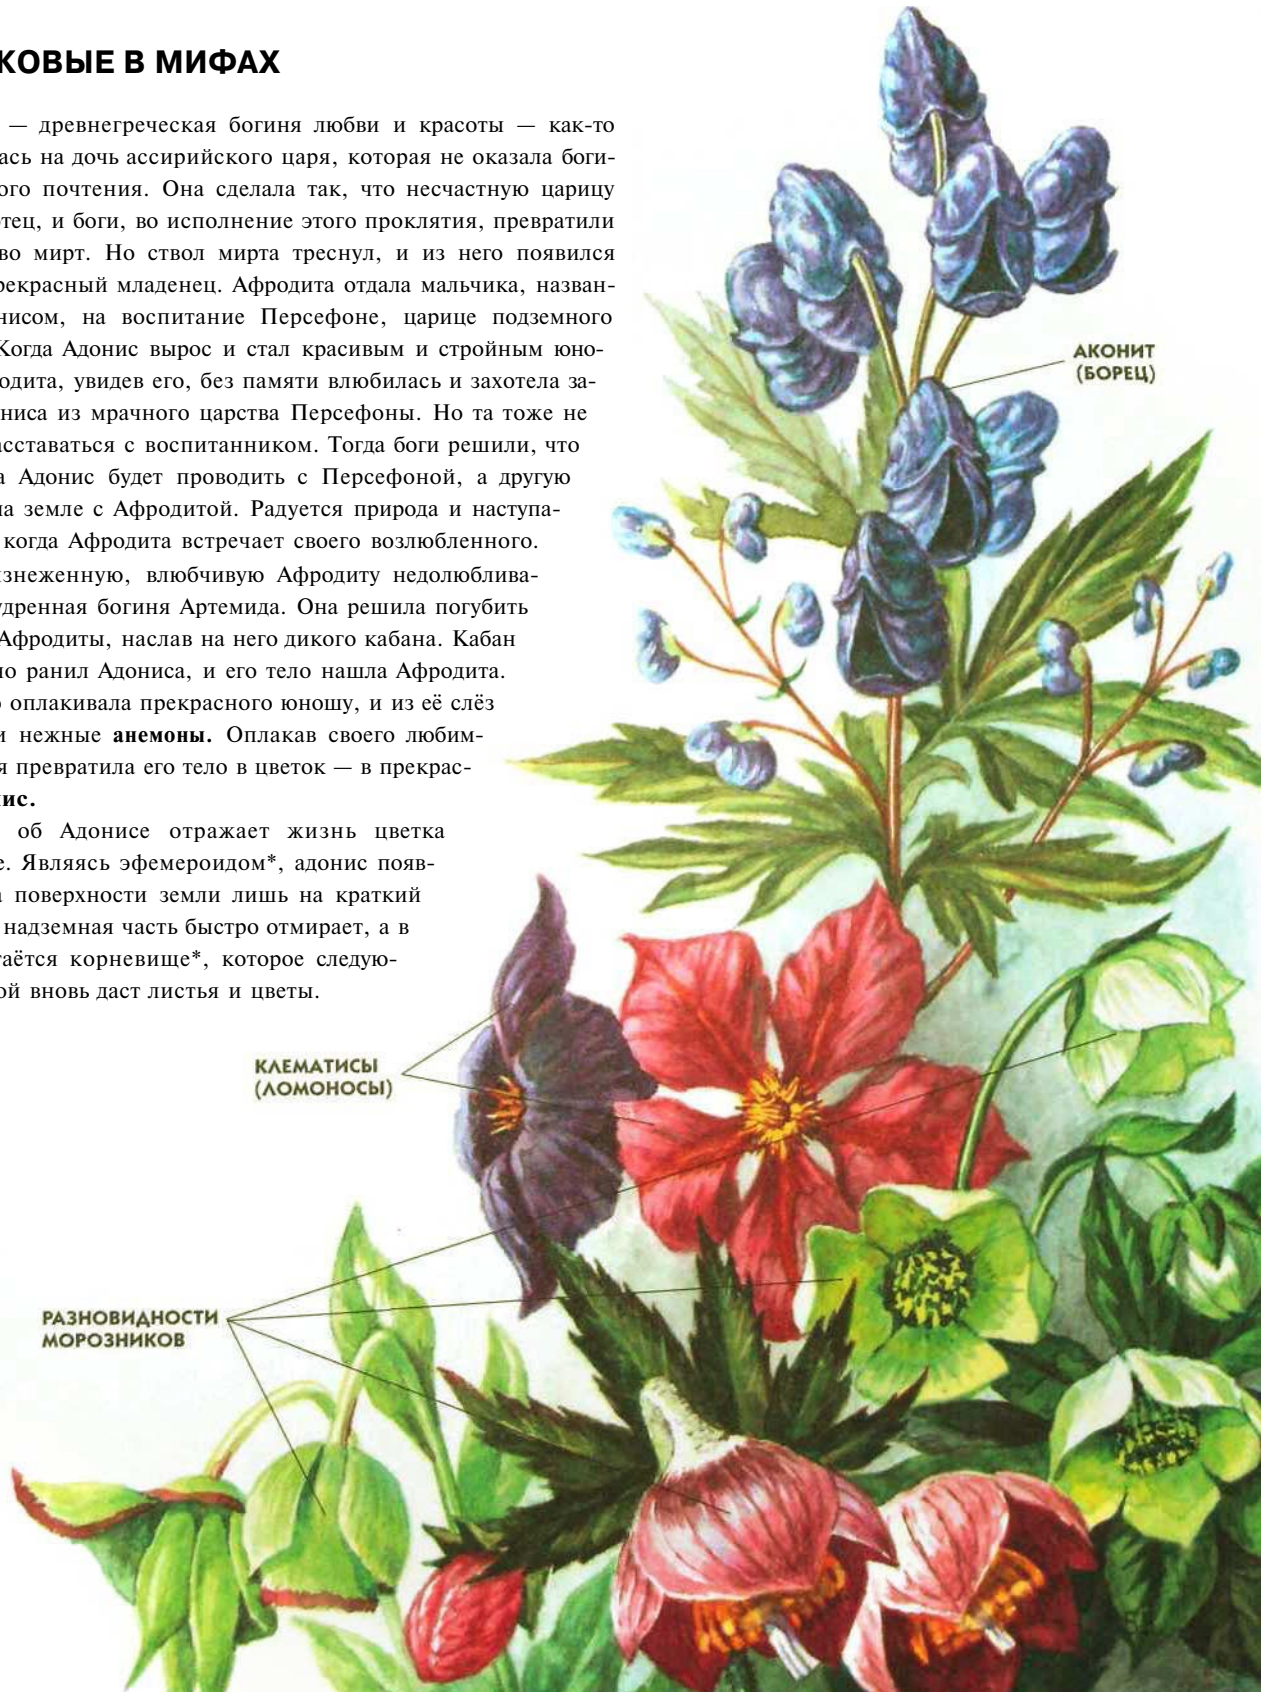 КОВЫЕ В МИФАХ
— древнегреческая богиня любви и красоты — как-то
ась на дочь ассирийского царя, которая не оказала боги-
ого почтения. Она сделала так, что несчастную царицу
тец, и боги, во исполнение этого проклятия, превратили
во мирт. Но ствол мирта треснул, и из него появился
рекрасный младенец. Афродита отдала мальчика, назван-
нисом, на воспитание Персефоне, царице подземного
Когда Адонис вырос и стал красивым и стройным юно-
одита, увидев его, без памяти влюбилась и захотела за-
ниса из мрачного царства Персефоны. Но та тоже не
асставаться с воспитанником. Тогда боги решили, что
а Адонис будет проводить с Персефоной, а другую
на земле с Афродитой. Радуется природа и наступа-
когда Афродита встречает своего возлюбленного.
изнеженную, влюбчивую Афродиту недолюблива-
удренная богиня Артемида. Она решила погубить
Афродиты, наслав на него дикого кабана. Кабан
но ранил Адониса, и его тело нашла Афродита.
о оплакивала прекрасного юношу, и из её слёз
и нежные анемоны. Оплакав своего любим-
я превратила его тело в цветок — в прекрас-
ис.
об Адонисе отражает жизнь цветка
е. Являясь эфемероидом*, адонис появ-
а поверхности земли лишь на краткий
надземная часть быстро отмирает, а в
таётся корневище*, которое следую-
ой вновь даст листья и цветы.
АКОНИТ
(БОРЕЦ)
КЛЕМАТИСЫ
(ЛОМОНОСЫ)
РАЗНОВИДНОСТИ
МОРОЗНИКОВ